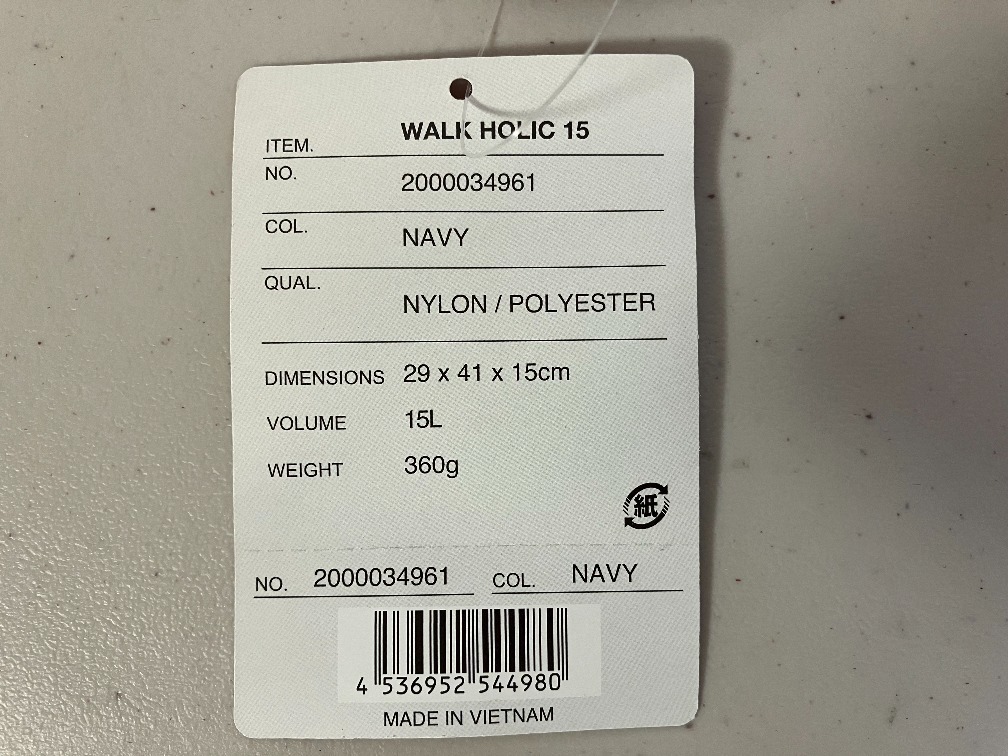 ITEM. WALK HOLIC 15
NO. 2000034961
COL. NAVY
QUAL. NYLON / POLYESTER
DIMENSIONS 29 x 41 x 15cm
VOLUME 15L
WEIGHT 360g
紙
NO. 2000034961 COL. NAVY
4 536952 544980
MADE IN VIETNAM